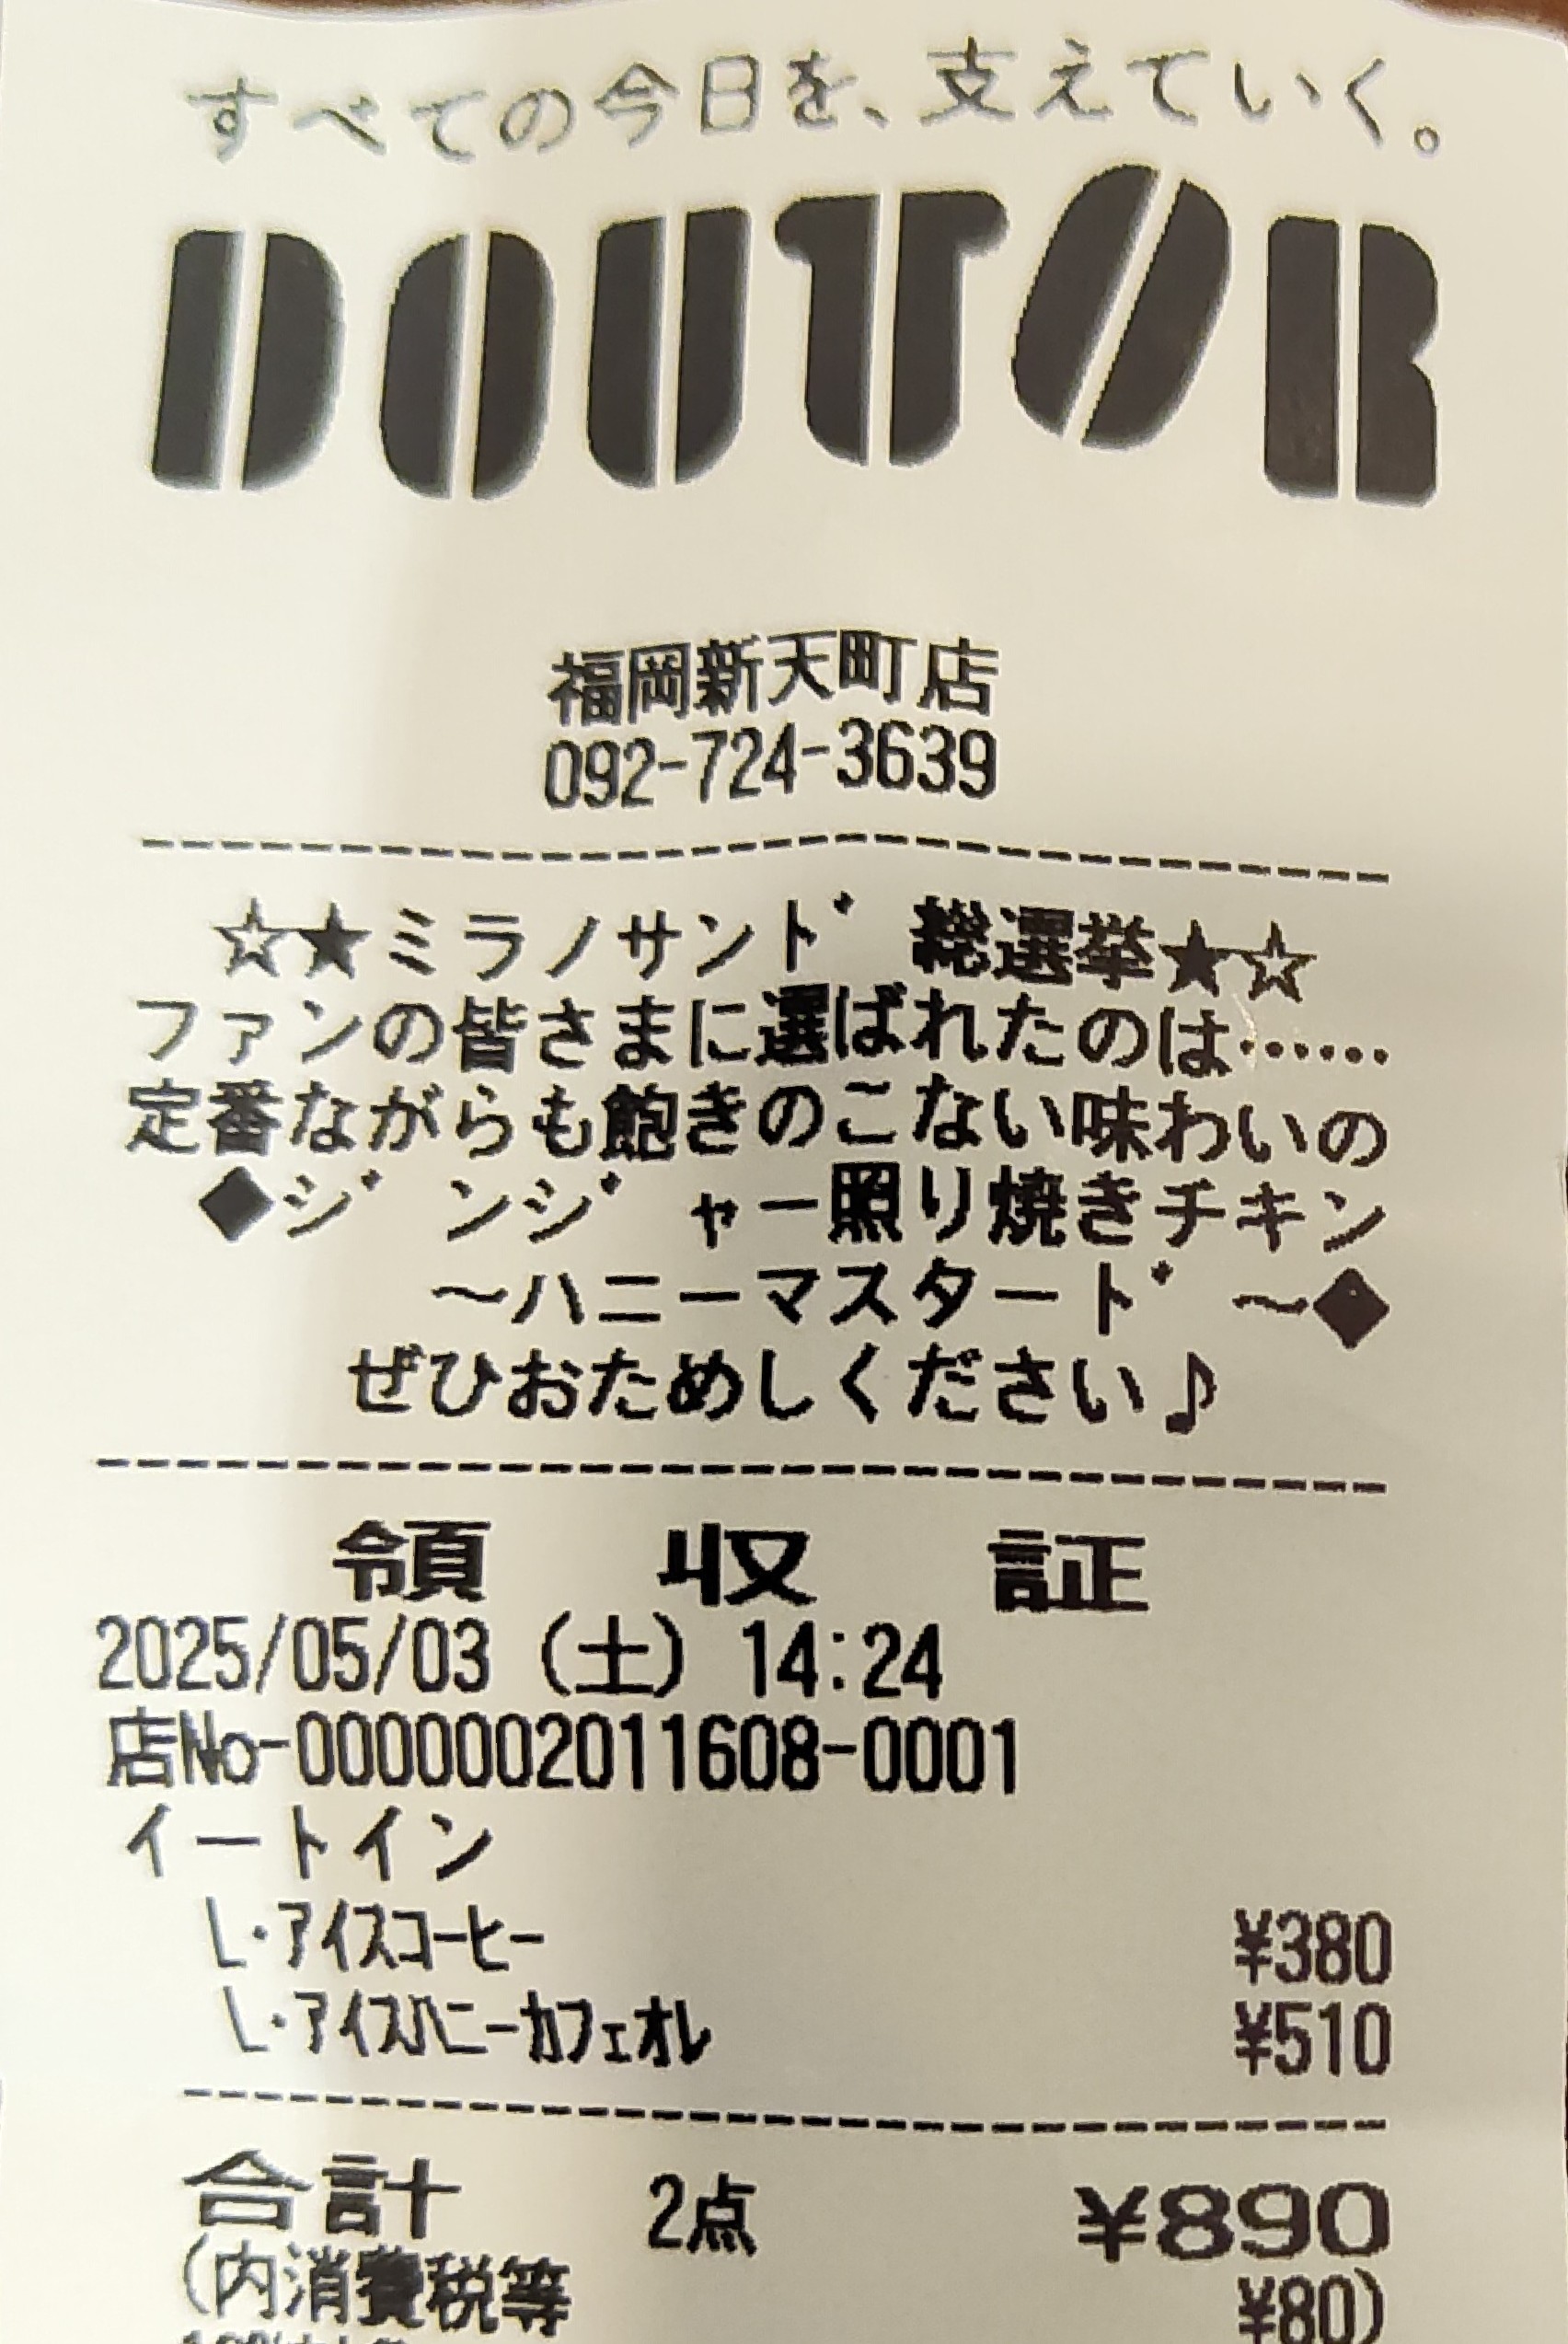 すべての今日を、支えていく。
DOUTOR
福岡新天町店
092-724-3639
☆★ミラノサンド総選挙★☆
ファンの皆さまに選ばれたのは……
定番ながらも飽きのこない味わいの
◆ジンジャー照り焼きチキン
～ハニーマスタード～◆
ぜひおためしください♪
領 収 証
2025/05/03 (土) 14:24
店No-0000002011608-0001
イートイン
L･アイスコーヒー ¥380
L･アイスハニーカフェオレ ¥510
合計 2点 ¥890
(内消費税等 ¥80)